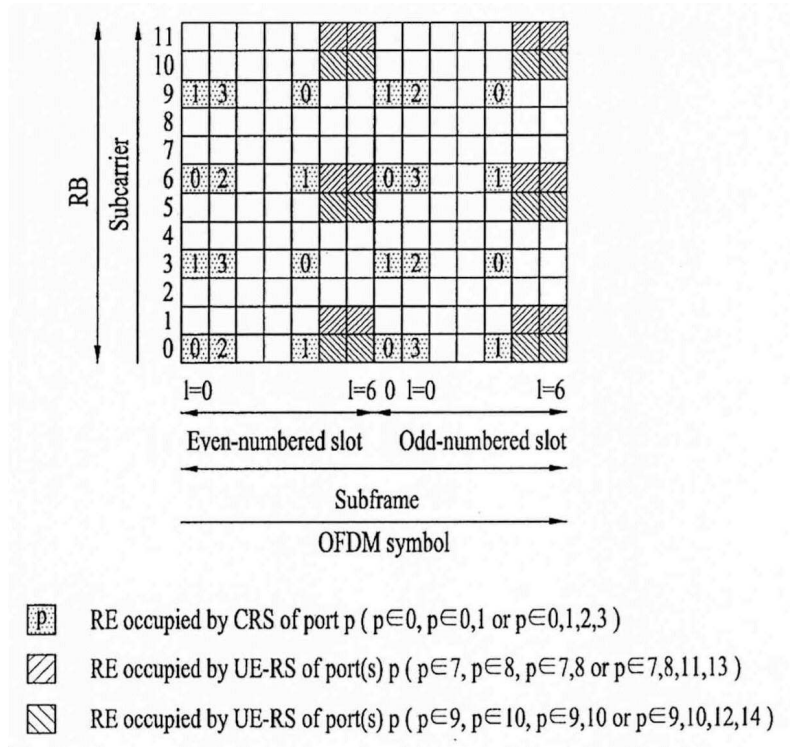 11
10
9 1 3 0 1 2 0
8
7
6 0 2 1 0 3 1
5
4
3 1 3 0 1 2 0
2
1
0 0 2 1 0 3 1
RB
Subcarrier
l=0 l=6 0 l=0 l=6
Even-numbered slot Odd-numbered slot
Subframe
OFDM symbol
p RE occupied by CRS of port p ( p∈0, p∈0,1 or p∈0,1,2,3 )
RE occupied by UE-RS of port(s) p ( p∈7, p∈8, p∈7,8 or p∈7,8,11,13 )
RE occupied by UE-RS of port(s) p ( p∈9, p∈10, p∈9,10 or p∈9,10,12,14 )